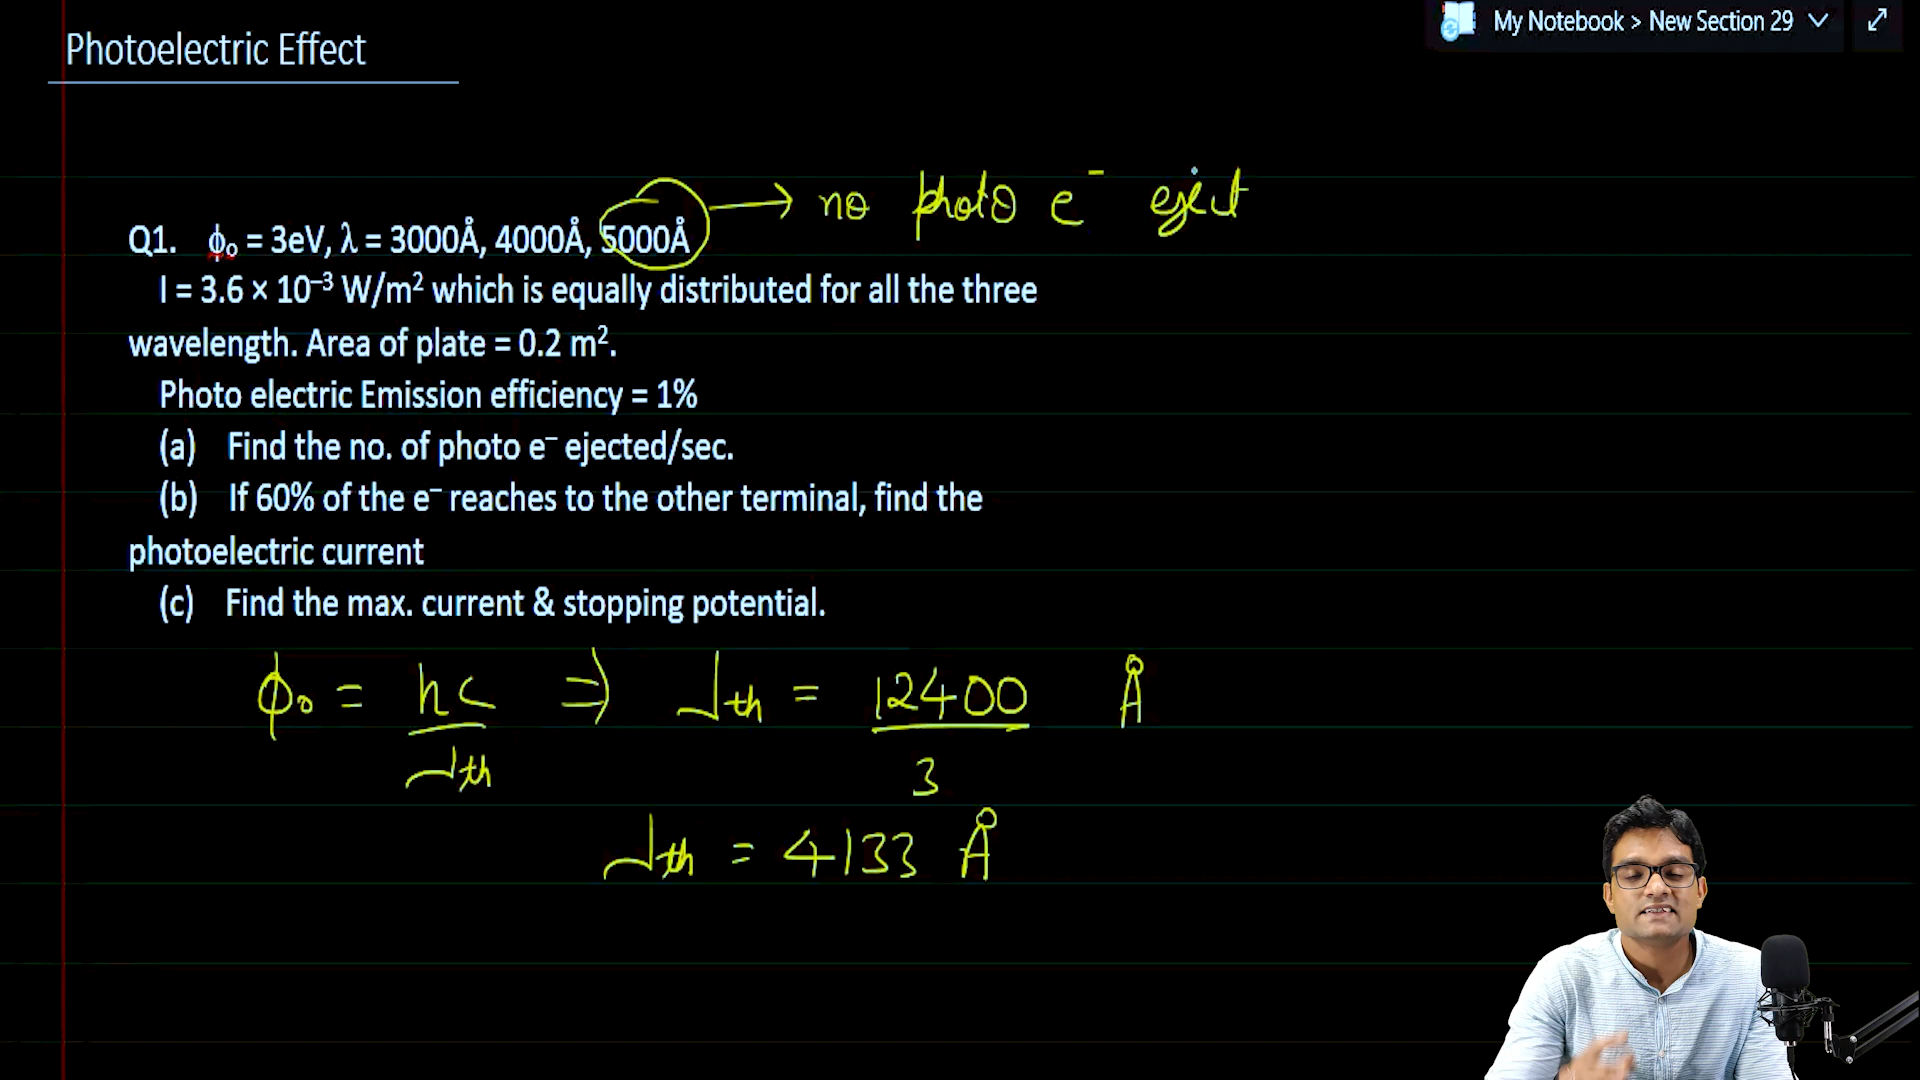 Photoelectric Effect
My Notebook > New Section 29
no photo e⁻ eject
Q1. ϕ₀ = 3eV, λ = 3000Å, 4000Å, 5000Å
I = 3.6 × 10⁻³ W/m² which is equally distributed for all the three
wavelength. Area of plate = 0.2 m².
Photo electric Emission efficiency = 1%
(a) Find the no. of photo e⁻ ejected/sec.
(b) If 60% of the e⁻ reaches to the other terminal, find the
photoelectric current
(c) Find the max. current & stopping potential.
ϕ₀ = hc/λth ⇒ λth = 12400/3 Å
λth = 4133 Å